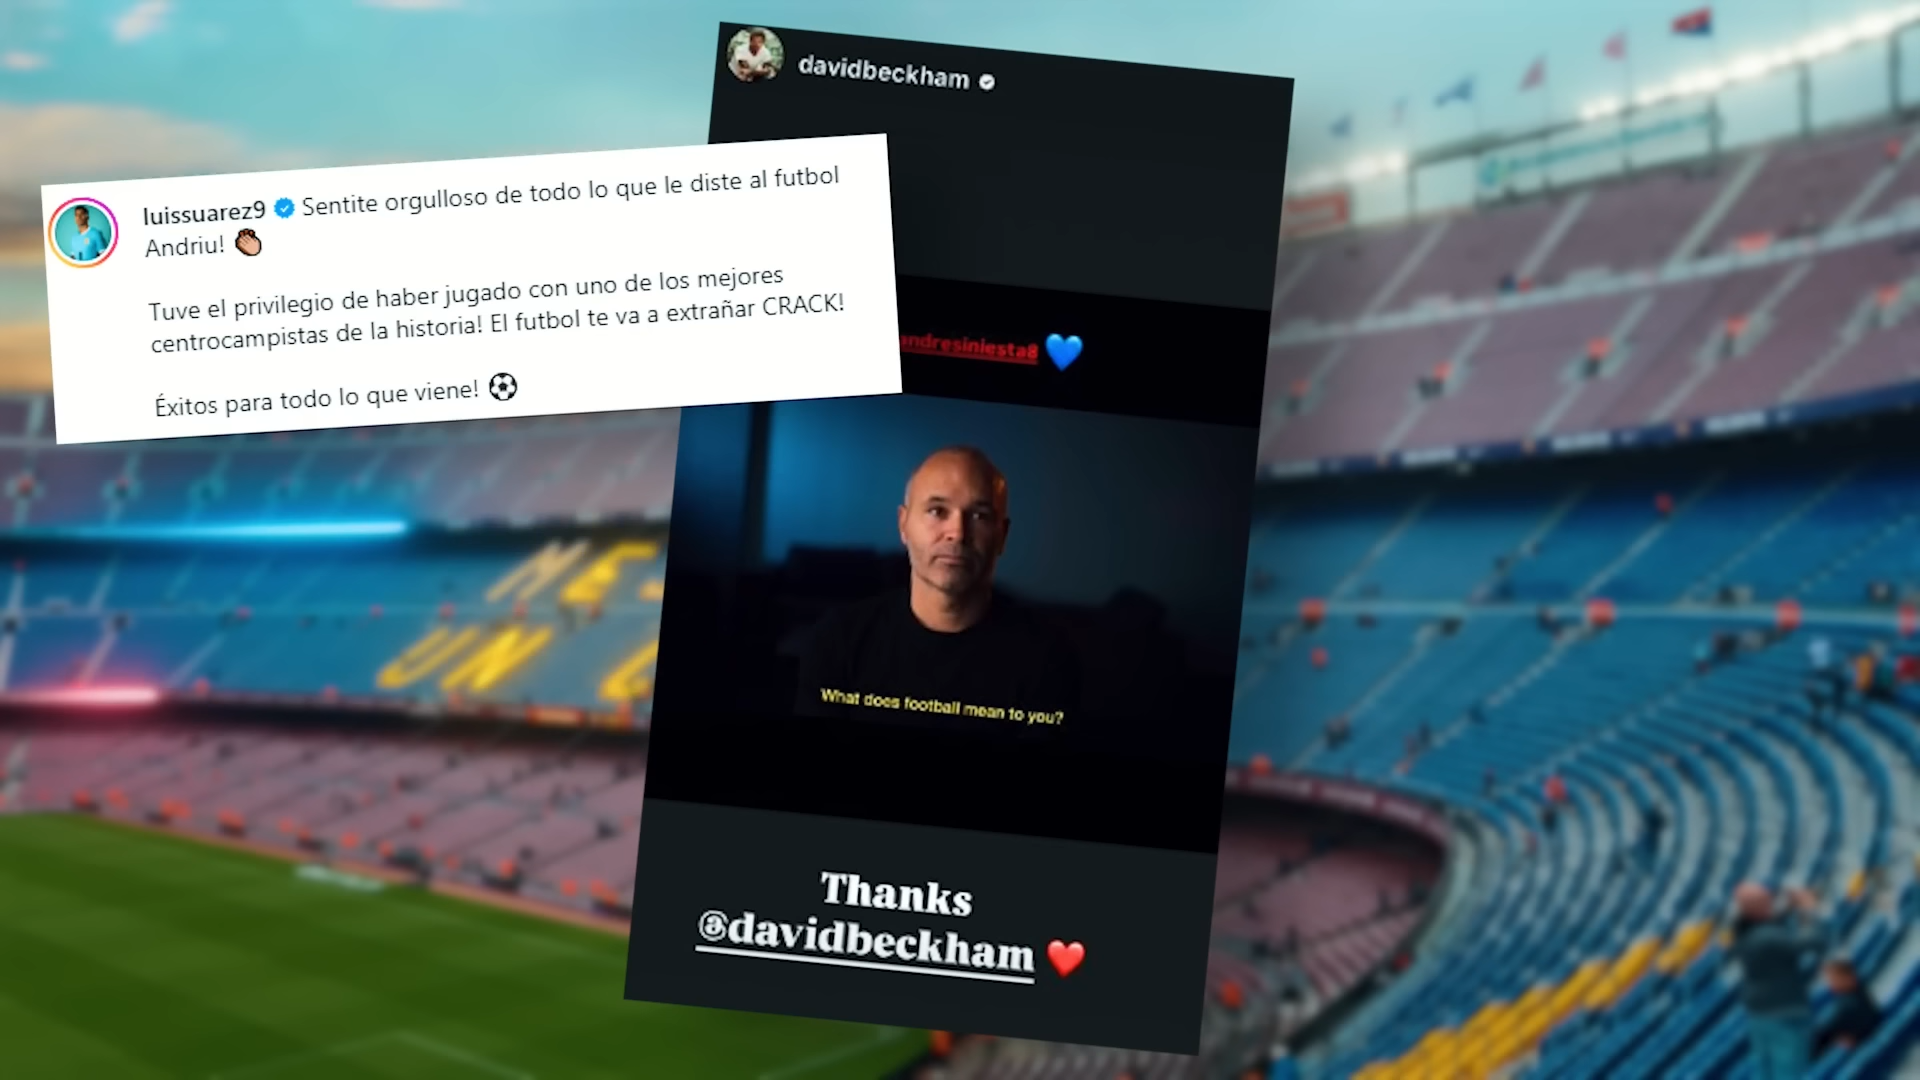 davidbeckham
luissuarez9 Sentite orgulloso de todo lo que le diste al futbol
Andriu! 👏
Tuve el privilegio de haber jugado con uno de los mejores
centrocampistas de la historia! El futbol te va a extrañar CRACK!
Éxitos para todo lo que viene! ⚽
andresiniesta8 💙
What does football mean to you?
Thanks
@davidbeckham ❤️